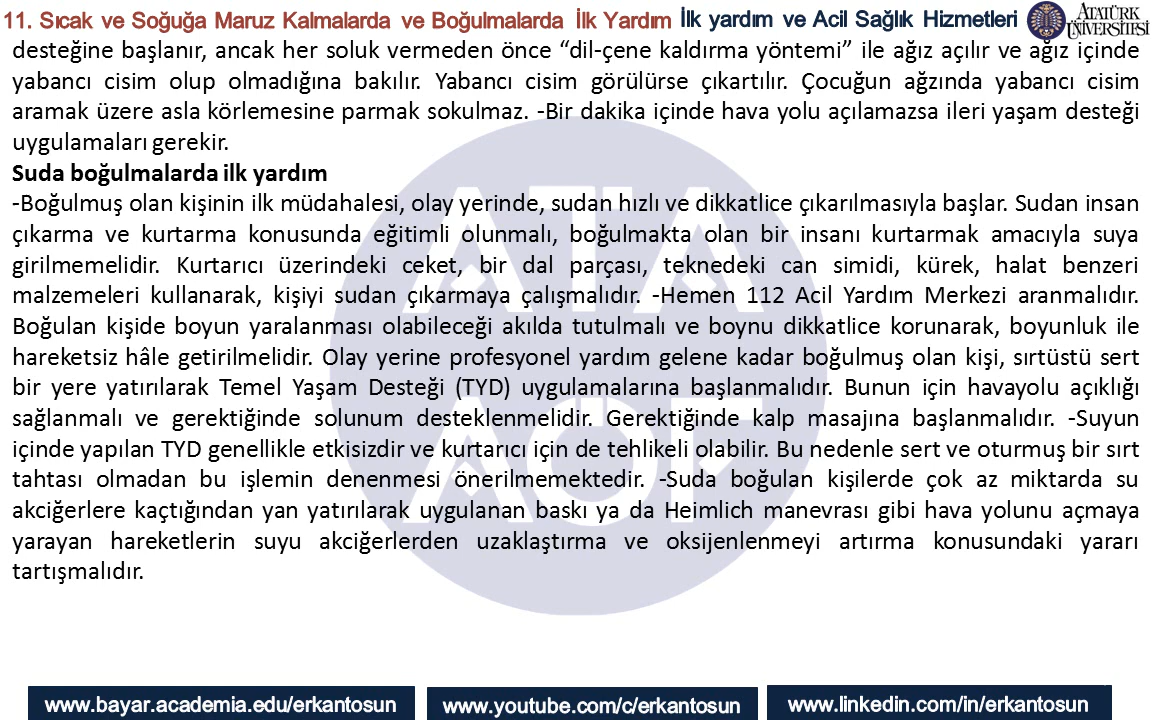 11. Sıcak ve Soğuğa Maruz Kalmalarda ve Boğulmalarda İlk Yardım İlk yardım ve Acil Sağlık Hizmetleri ATATÜRK ÜNİVERSİTESİ
desteğine başlanır, ancak her soluk vermeden önce “dil-çene kaldırma yöntemi” ile ağız açılır ve ağız içinde
yabancı cisim olup olmadığına bakılır. Yabancı cisim görülürse çıkartılır. Çocuğun ağzında yabancı cisim
aramak üzere asla körlemesine parmak sokulmaz. -Bir dakika içinde hava yolu açılamazsa ileri yaşam desteği
uygulamaları gerekir.
Suda boğulmalarda ilk yardım
-Boğulmuş olan kişinin ilk müdahalesi, olay yerinde, sudan hızlı ve dikkatlice çıkarılmasıyla başlar. Sudan insan
çıkarma ve kurtarma konusunda eğitimli olunmalı, boğulmakta olan bir insanı kurtarmak amacıyla suya
girilmemelidir. Kurtarıcı üzerindeki ceket, bir dal parçası, teknedeki can simidi, kürek, halat benzeri
malzemeleri kullanarak, kişiyi sudan çıkarmaya çalışmalıdır. -Hemen 112 Acil Yardım Merkezi aranmalıdır.
Boğulan kişide boyun yaralanması olabileceği akılda tutulmalı ve boynu dikkatlice korunarak, boyunluk ile
hareketsiz hâle getirilmelidir. Olay yerine profesyonel yardım gelene kadar boğulmuş olan kişi, sırtüstü sert
bir yere yatırılarak Temel Yaşam Desteği (TYD) uygulamalarına başlanmalıdır. Bunun için havayolu açıklığı
sağlanmalı ve gerektiğinde solunum desteklenmelidir. Gerektiğinde kalp masajına başlanmalıdır. -Suyun
içinde yapılan TYD genellikle etkisizdir ve kurtarıcı için de tehlikeli olabilir. Bu nedenle sert ve oturmuş bir sırt
tahtası olmadan bu işlemin denenmesi önerilmemektedir. -Suda boğulan kişilerde çok az miktarda su
akciğerlere kaçtığından yan yatırılarak uygulanan baskı ya da Heimlich manevrası gibi hava yolunu açmaya
yarayan hareketlerin suyu akciğerlerden uzaklaştırma ve oksijenlenmeyi artırma konusundaki yararı
tartışmalıdır.
ATA
AÖF
www.bayar.academia.edu/erkantosun www.youtube.com/c/erkantosun www.linkedin.com/in/erkantosun